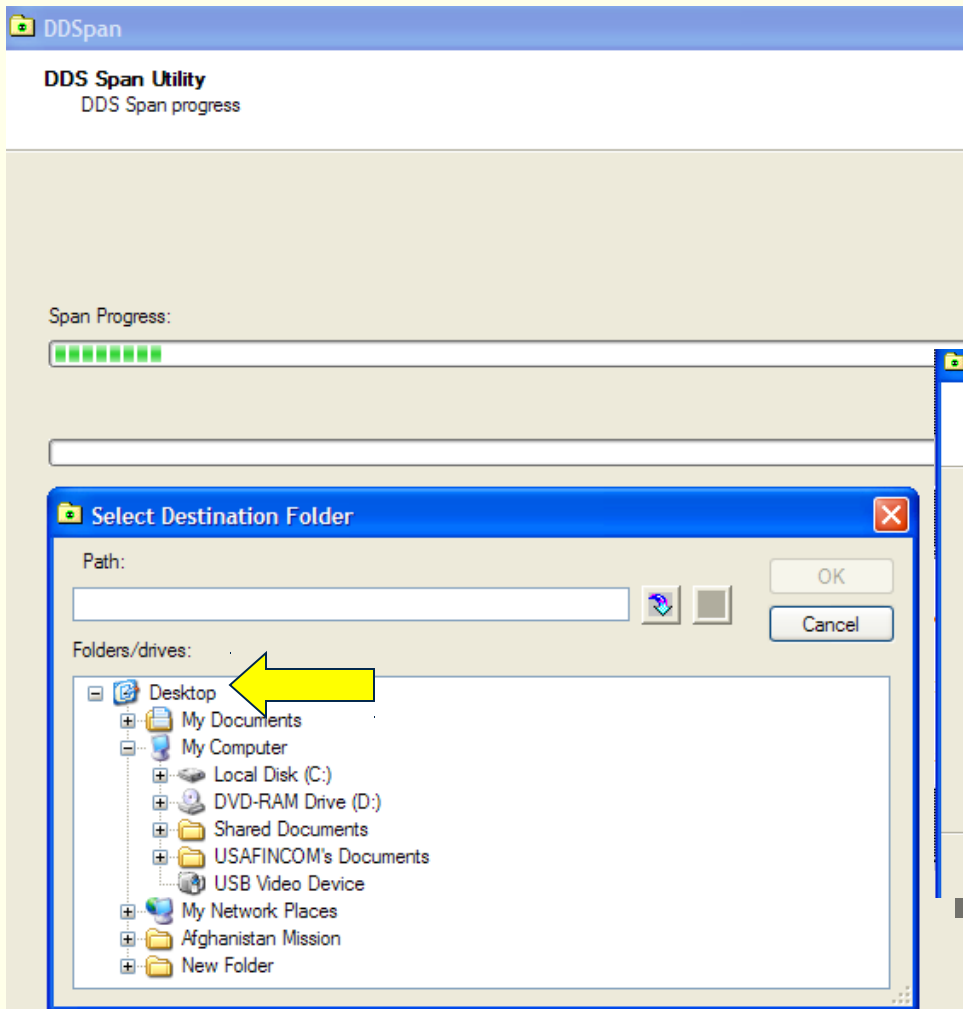 DDSpan
DDS Span Utility
DDS Span progress
Span Progress:
Select Destination Folder
Path:
OK
Cancel
Folders/drives:
Desktop
My Documents
My Computer
Local Disk (C:)
DVD-RAM Drive (D:)
Shared Documents
USAFINCOM's Documents
USB Video Device
My Network Places
Afghanistan Mission
New Folder